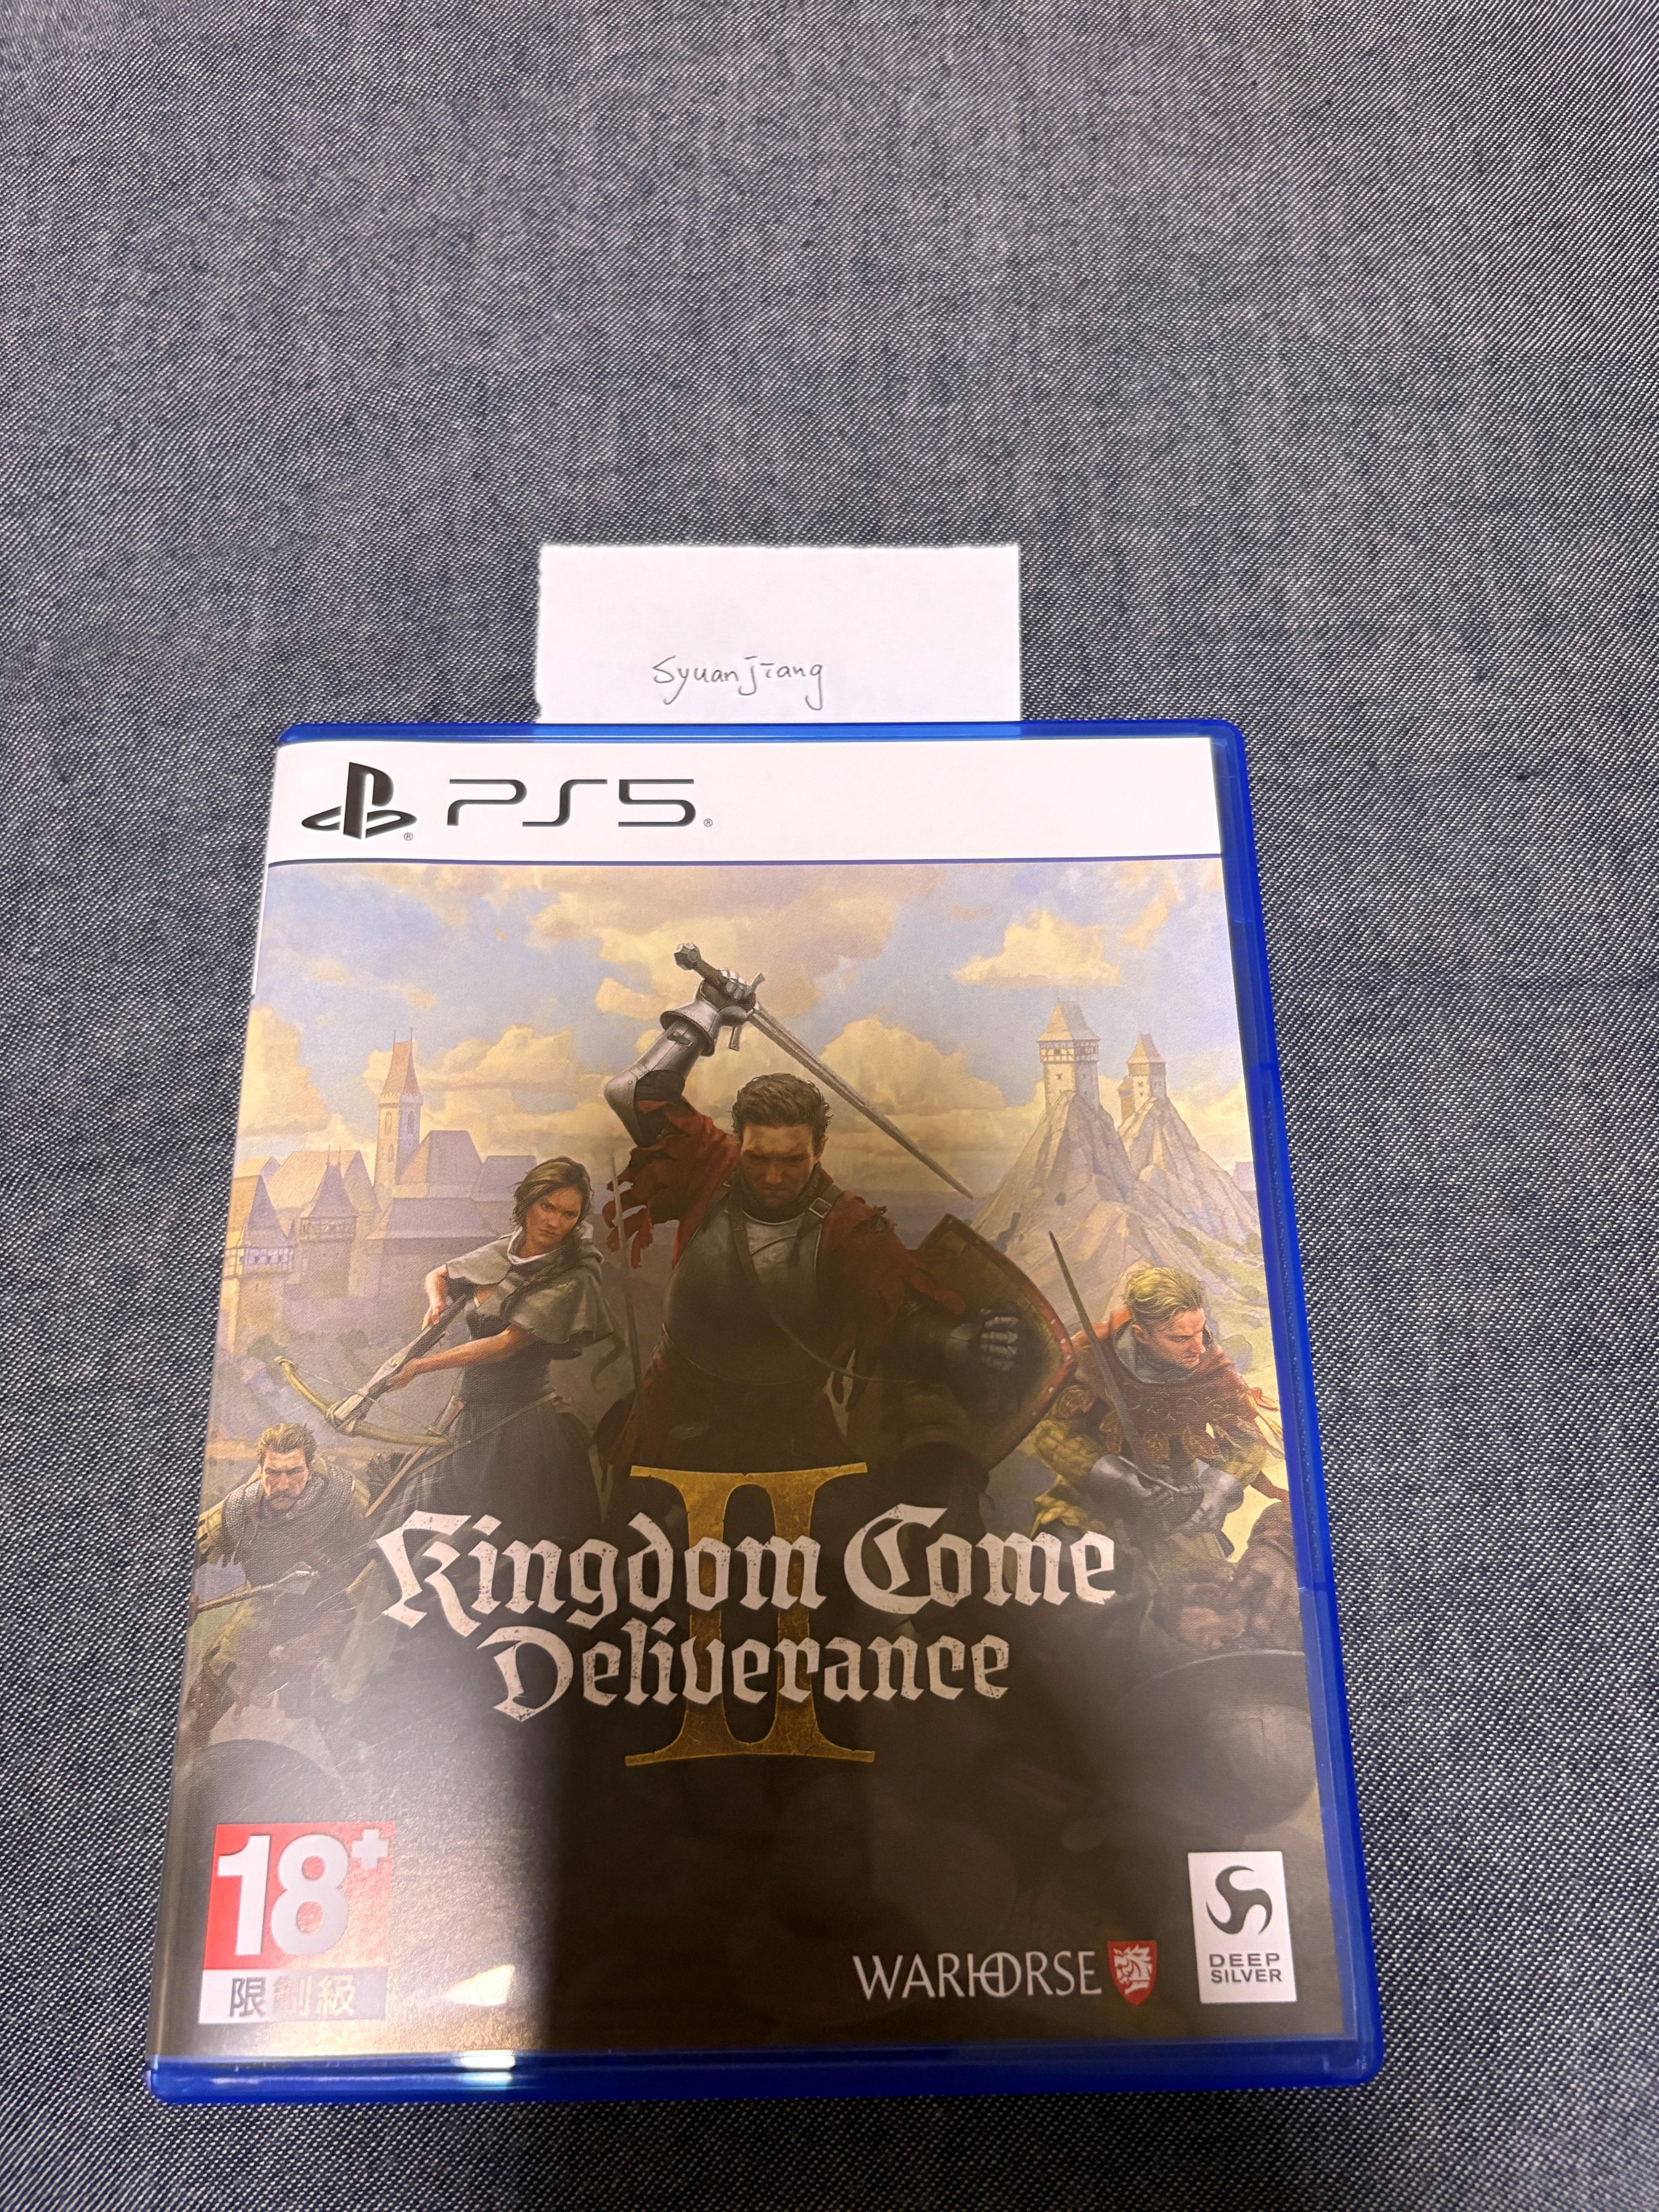 Syuanjiang
PS5
Kingdom Come
Deliverance
II
18+
限制級
WARHORSE
DEEP
SILVER